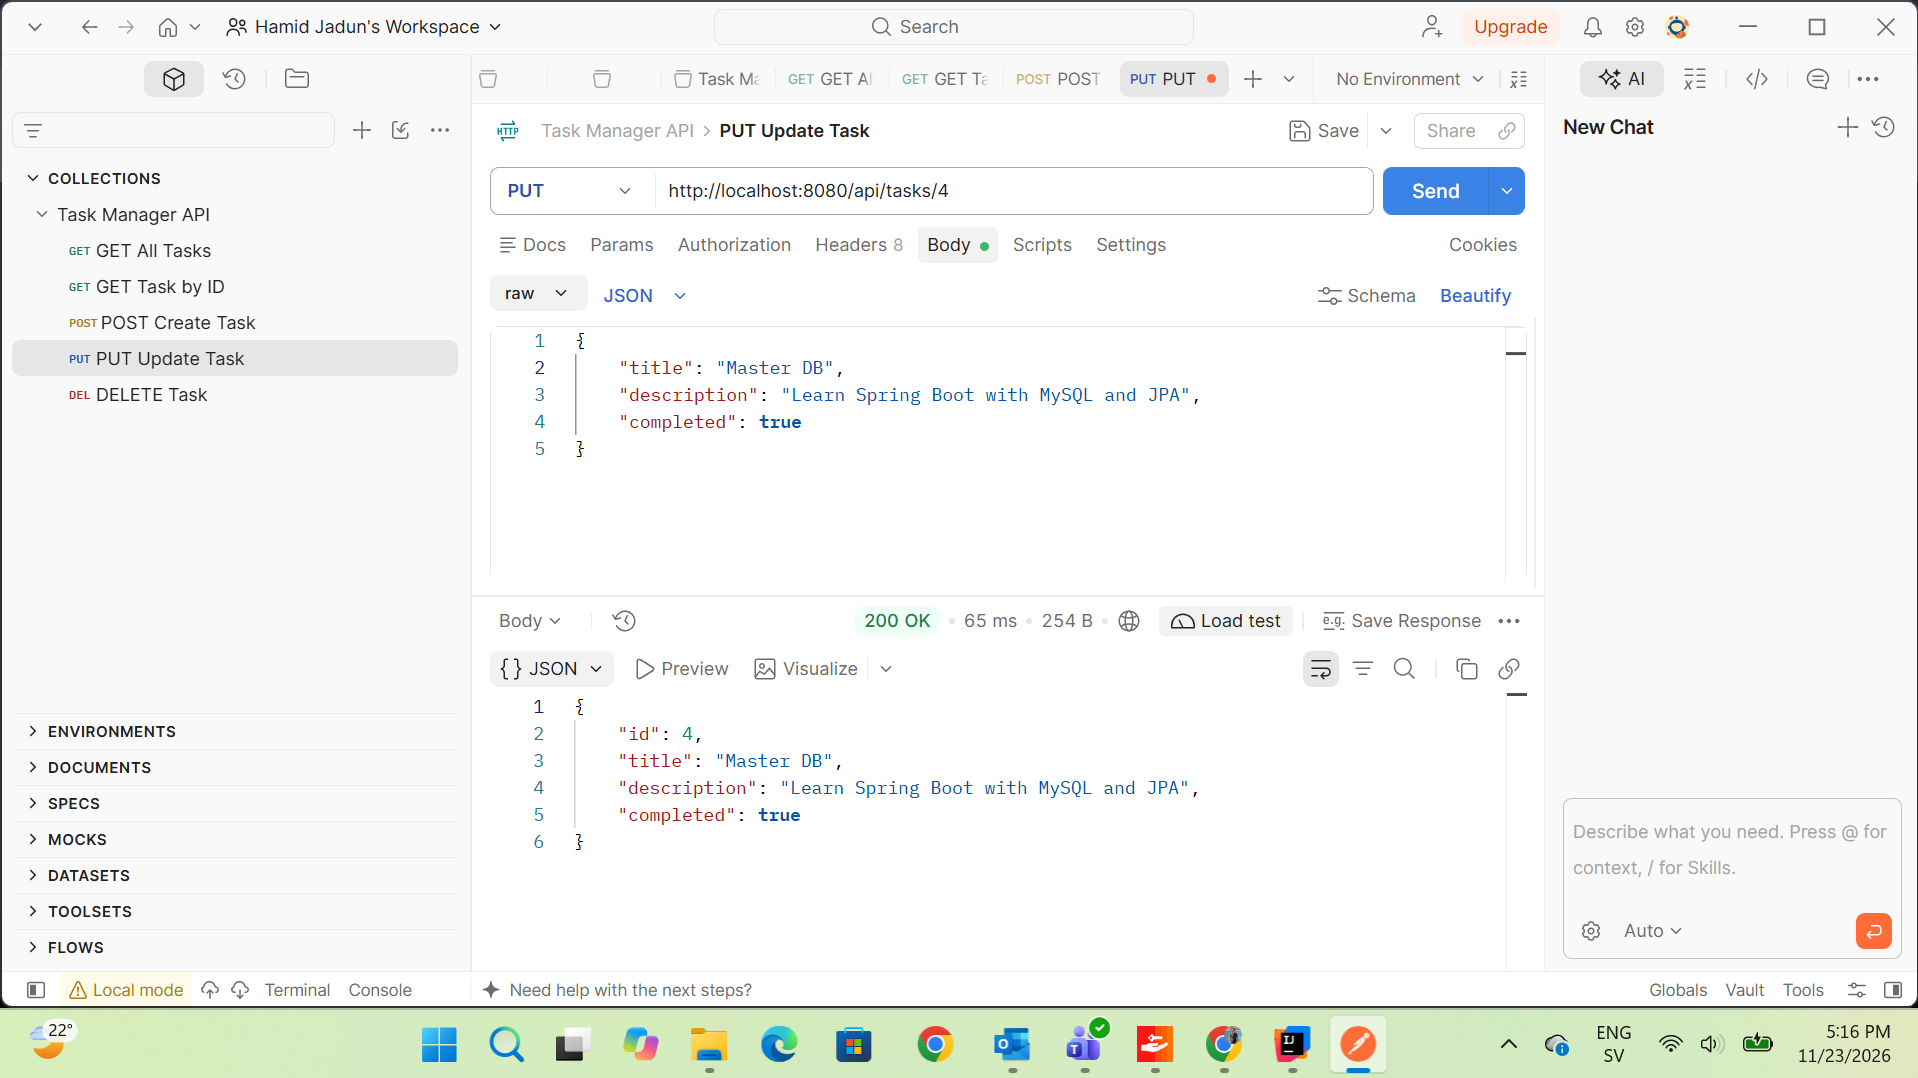 Hamid Jadun's Workspace
Search
Upgrade
Task Ma
GET GET Al
GET GET Ta
POST POST
PUT PUT
No Environment
AI
HTTP
Task Manager API > PUT Update Task
Save
Share
New Chat
COLLECTIONS
Task Manager API
GET GET All Tasks
GET GET Task by ID
POST POST Create Task
PUT PUT Update Task
DEL DELETE Task
PUT
http://localhost:8080/api/tasks/4
Send
Docs
Params
Authorization
Headers 8
Body
Scripts
Settings
Cookies
raw
JSON
Schema
Beautify
1 {
2 "title": "Master DB",
3 "description": "Learn Spring Boot with MySQL and JPA",
4 "completed": true
5 }
Body
200 OK • 65 ms • 254 B
Load test
e.g. Save Response
{} JSON
Preview
Visualize
1 {
2 "id": 4,
3 "title": "Master DB",
4 "description": "Learn Spring Boot with MySQL and JPA",
5 "completed": true
6 }
ENVIRONMENTS
DOCUMENTS
SPECS
MOCKS
DATASETS
TOOLSETS
FLOWS
Describe what you need. Press @ for
context, / for Skills.
Auto
Local mode
Terminal
Console
Need help with the next steps?
Globals
Vault
Tools
22°
ENG
SV
5:16 PM
11/23/2026